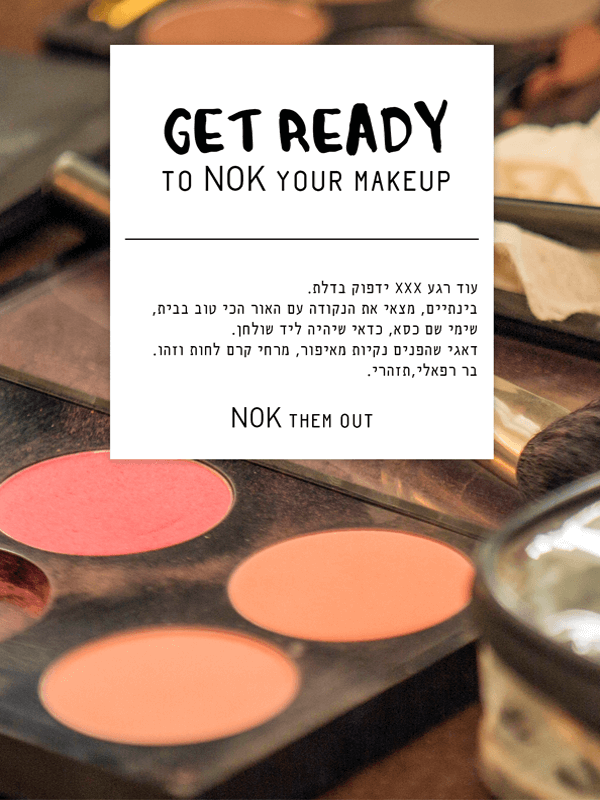 GET READY
TO NOK YOUR MAKEUP
עוד רגע XXX ידפוק בדלת.
בינתיים, מצאי את הנקודה עם האור הכי טוב בבית,
שימי שם כסא, כדאי שיהיה ליד שולחן.
דאגי שהפנים נקיות מאיפור, מרחי קרם לחות וזהו.
בר רפאלי,תזהרי.
NOK THEM OUT